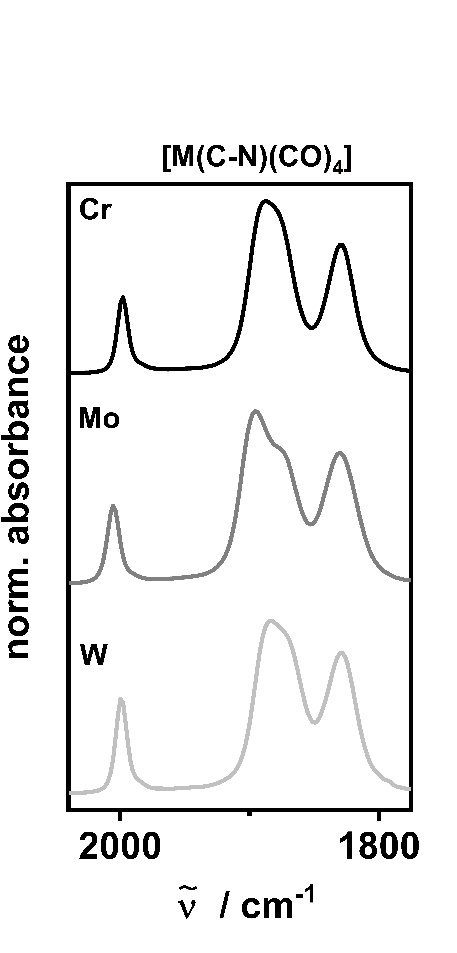 [M(C-N)(CO)₄]
Cr
Mo
W
norm. absorbance
2000 1800
ν̃ / cm⁻¹